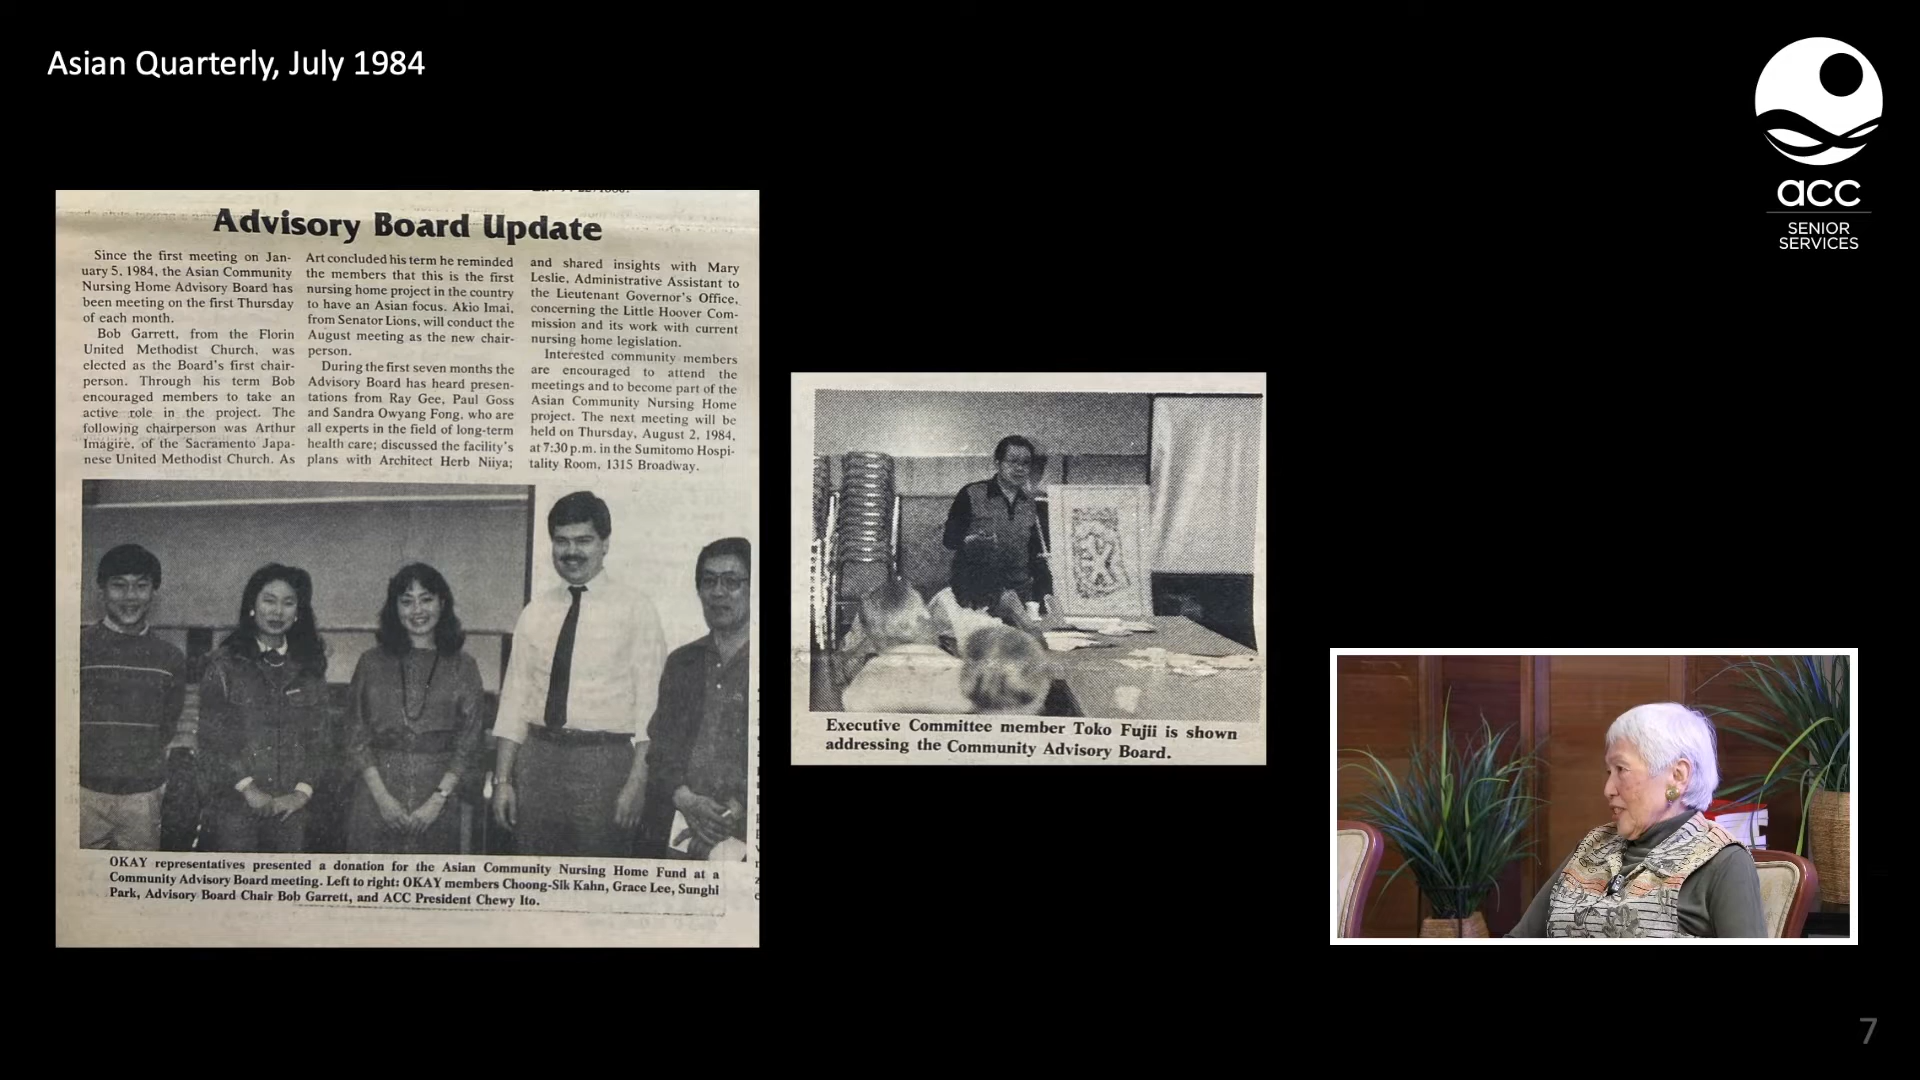 Asian Quarterly, July 1984
acc
SENIOR
SERVICES
Advisory Board Update
Since the first meeting on Jan-
uary 5, 1984, the Asian Community
Nursing Home Advisory Board has
been meeting on the first Thursday
of each month.
Bob Garrett, from the Florin
United Methodist Church, was
elected as the Board's first chair-
person. Through his term Bob
encouraged members to take an
active role in the project. The
following chairperson was Arthur
Imagire, of the Sacramento Japa-
nese United Methodist Church. As
Art concluded his term he reminded
the members that this is the first
nursing home project in the country
to have an Asian focus. Akio Imai,
from Senator Lions, will conduct the
August meeting as the new chair-
person.
During the first seven months the
Advisory Board has heard presen-
tations from Ray Gee, Paul Goss
and Sandra Owyang Fong, who are
all experts in the field of long-term
health care; discussed the facility's
plans with Architect Herb Niiya;
and shared insights with Mary
Leslie, Administrative Assistant to
the Lieutenant Governor's Office,
concerning the Little Hoover Com-
mission and its work with current
nursing home legislation.
Interested community members
are encouraged to attend the
meetings and to become part of the
Asian Community Nursing Home
project. The next meeting will be
held on Thursday, August 2, 1984,
at 7:30 p.m. in the Sumitomo Hospi-
tality Room, 1315 Broadway.
OKAY representatives presented a donation for the Asian Community Nursing Home Fund at a
Community Advisory Board meeting. Left to right: OKAY members Choong-Sik Kahn, Grace Lee, Sunghi
Park, Advisory Board Chair Bob Garrett, and ACC President Chewy Ito.
Executive Committee member Toko Fujii is shown
addressing the Community Advisory Board.
7